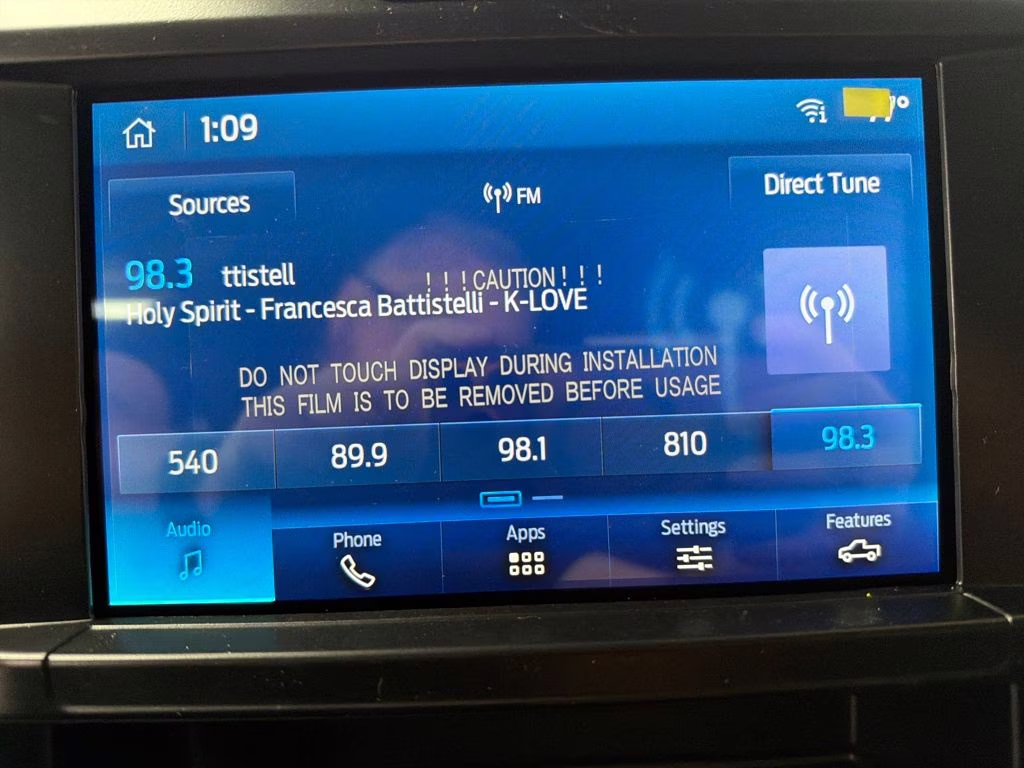 1:09
Sources
FM
Direct Tune
98.3 ttistell
!!!CAUTION!!!
Holy Spirit - Francesca Battistelli - K-LOVE
DO NOT TOUCH DISPLAY DURING INSTALLATION
THIS FILM IS TO BE REMOVED BEFORE USAGE
540 89.9 98.1 810 98.3
Audio Phone Apps Settings Features